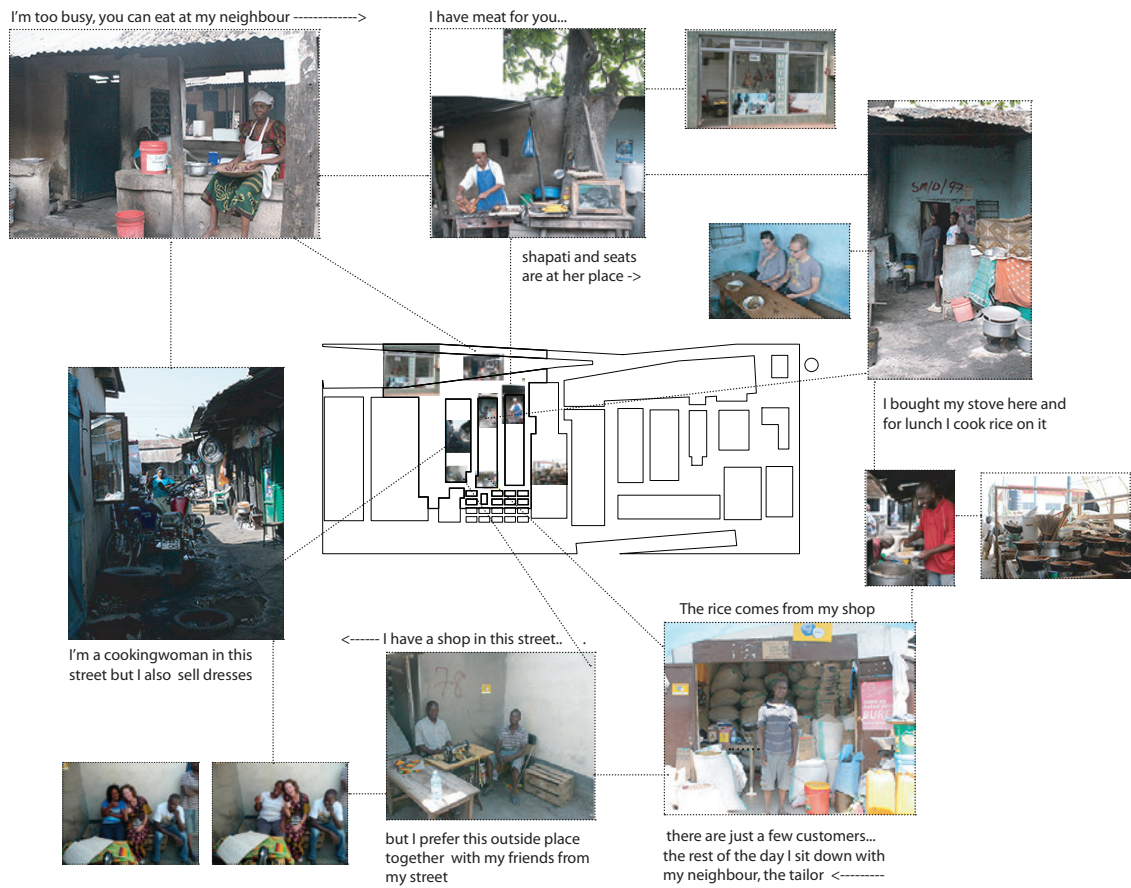 I'm too busy, you can eat at my neighbour ------------->
I have meat for you...
BUTCHER
SM/D/97
shapati and seats
are at her place ->
I bought my stove here and
for lunch I cook rice on it
The rice comes from my shop
<------ I have a shop in this street.. .
I'm a cookingwoman in this
street but I also sell dresses
78
BURE
but I prefer this outside place
together with my friends from
my street
there are just a few customers...
the rest of the day I sit down with
my neighbour, the tailor <---------